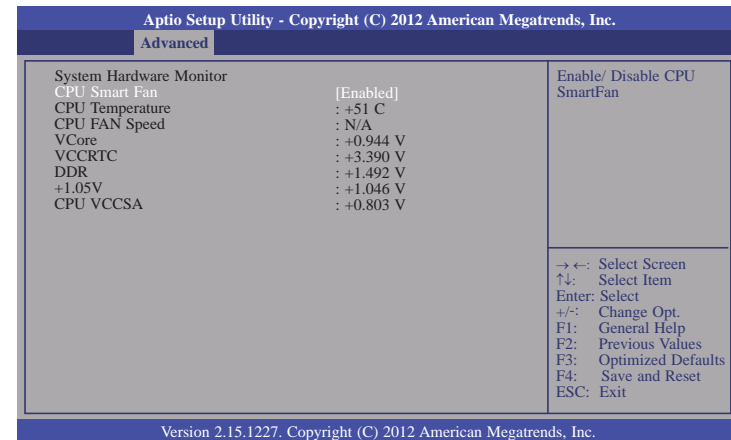 Aptio Setup Utility - Copyright (C) 2012 American Megatrends, Inc.
Advanced
System Hardware Monitor
CPU Smart Fan [Enabled]
CPU Temperature : +51 C
CPU FAN Speed : N/A
VCore : +0.944 V
VCCRTC : +3.390 V
DDR : +1.492 V
+1.05V : +1.046 V
CPU VCCSA : +0.803 V
Enable/ Disable CPU
SmartFan
→ ←: Select Screen
↑↓: Select Item
Enter: Select
+/-: Change Opt.
F1: General Help
F2: Previous Values
F3: Optimized Defaults
F4: Save and Reset
ESC: Exit
Version 2.15.1227. Copyright (C) 2012 American Megatrends, Inc.